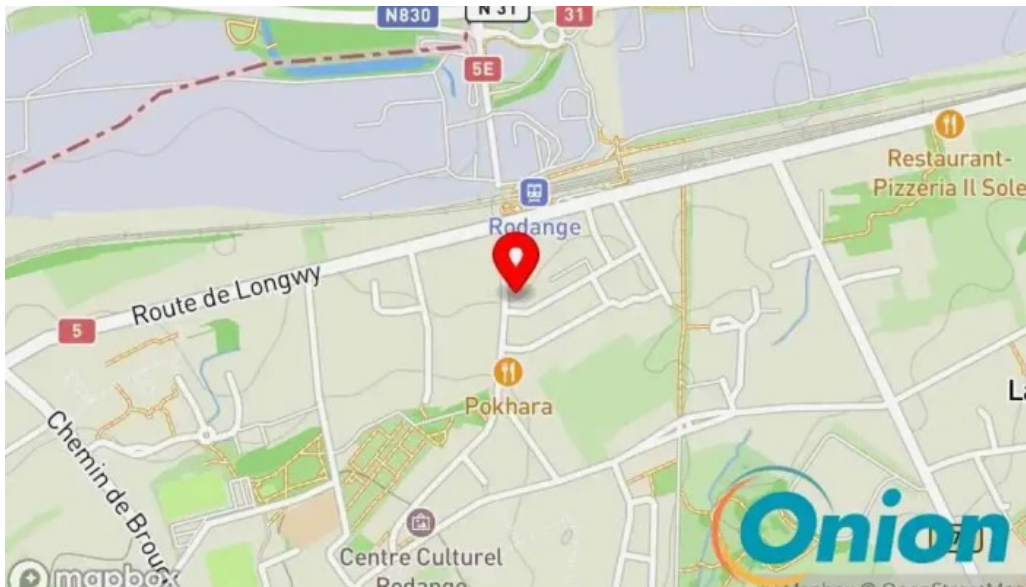 N830
N 31
31
5E
Restaurant-
Pizzeria Il Sole
Rodange
Route de Longwy
5
Pokhara
Chemin de Brouc
Centre Culturel
Rodange
Onion
mapbox